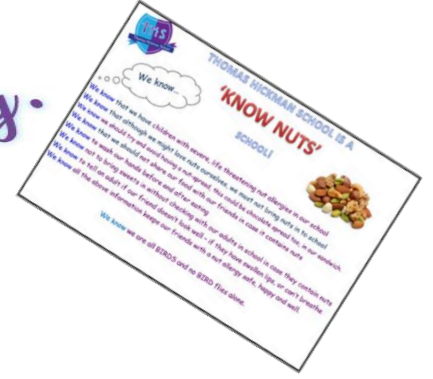 y.
THS
THOMAS HICKMAN SCHOOL IS A
'KNOW NUTS'
SCHOOL!
We know...
We know that we have children with severe, life threatening nut allergies in our school
We know that although we might love nuts ourselves, we must not bring nuts in to school
We know we should try and avoid having a nut spread, this could be chocolate spread too, in our sandwich.
We know that we should not share our food with our friends in case it contains nuts
We know to wash our hands before and after eating
We know not to bring sweets in without checking with our adults in school in case they contain nuts
We know to tell an adult if our friend doesn't look well - if they have swollen lips, or can't breathe
We know all the above information keeps our friends with a nut allergy safe, happy and well.
We know we are all BIRDS and no BIRD flies alone.